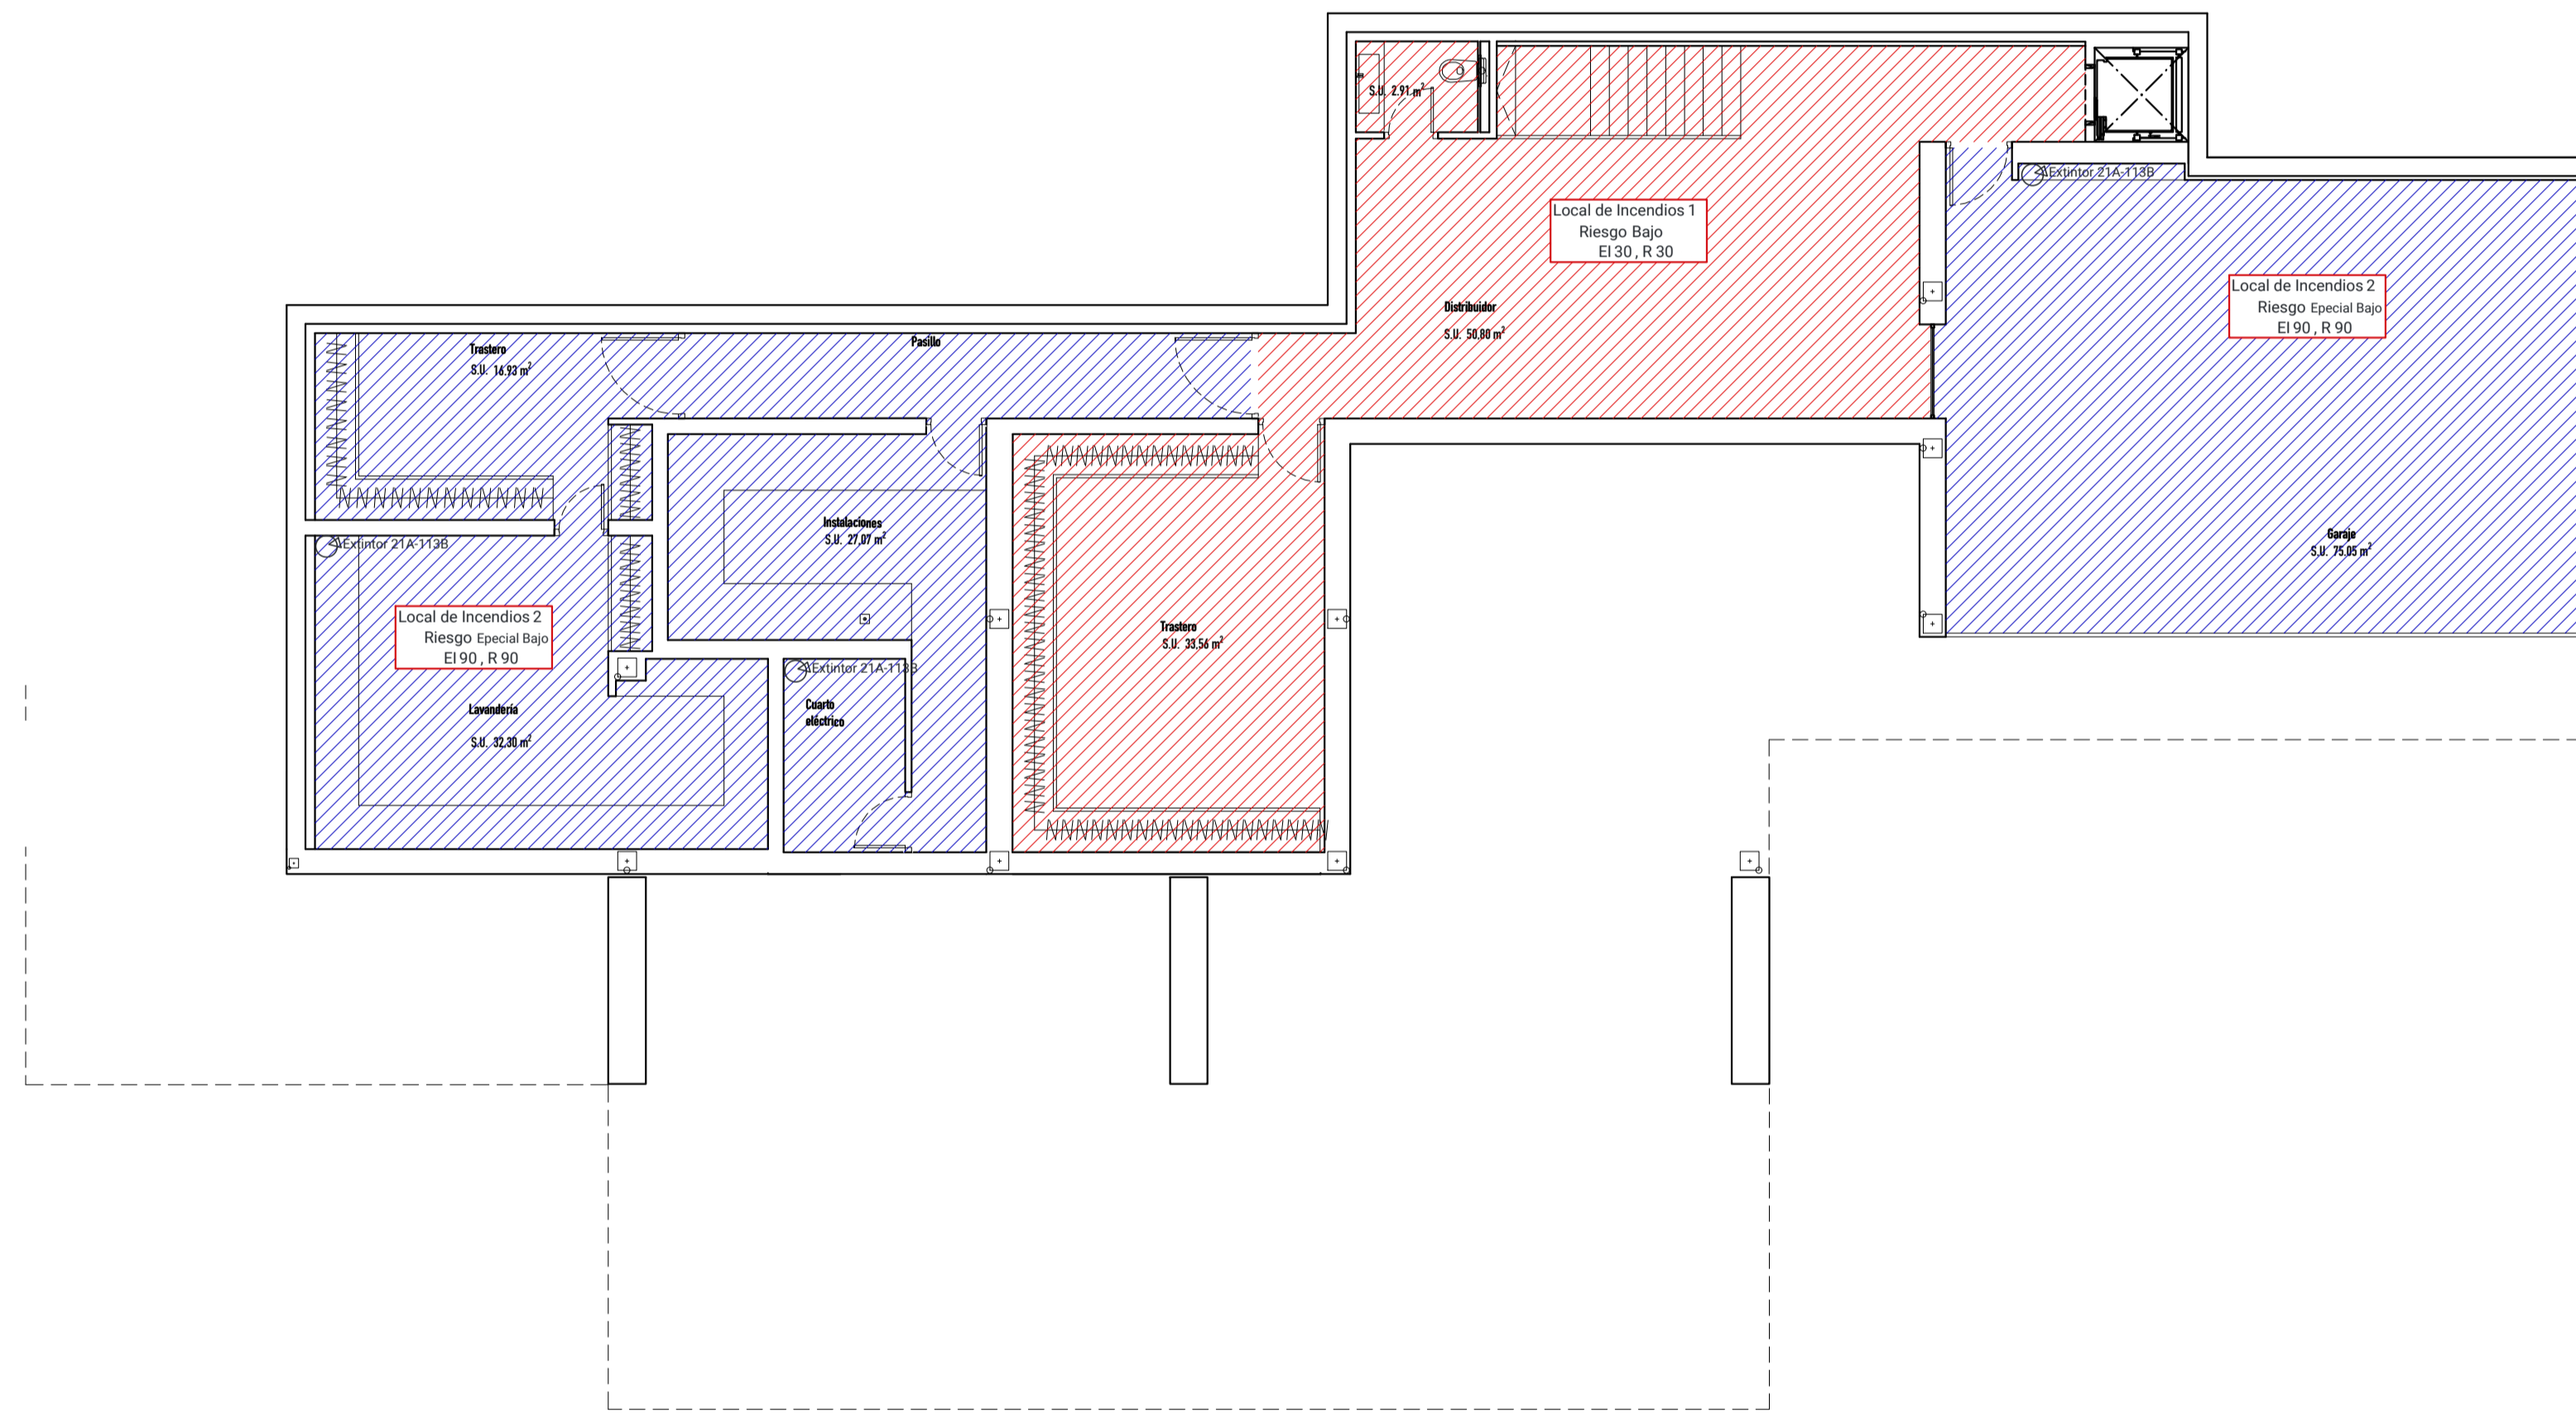 S.U. 2.91 m²
Extintor 21A-113B
Local de Incendios 1
Riesgo Bajo
EI 30 , R 30
Local de Incendios 2
Riesgo Epecial Bajo
EI 90 , R 90
Distribuidor
S.U. 50,80 m²
Trastero
S.U. 16.93 m²
Pasillo
Instalaciones
S.U. 27,07 m²
Garaje
S.U. 75.05 m²
Extintor 21A-113B
Local de Incendios 2
Riesgo Epecial Bajo
EI 90 , R 90
Trastero
S.U. 33,56 m²
Extintor 21A-113B
Cuarto
eléctrico
Lavandería
S.U. 32,30 m²